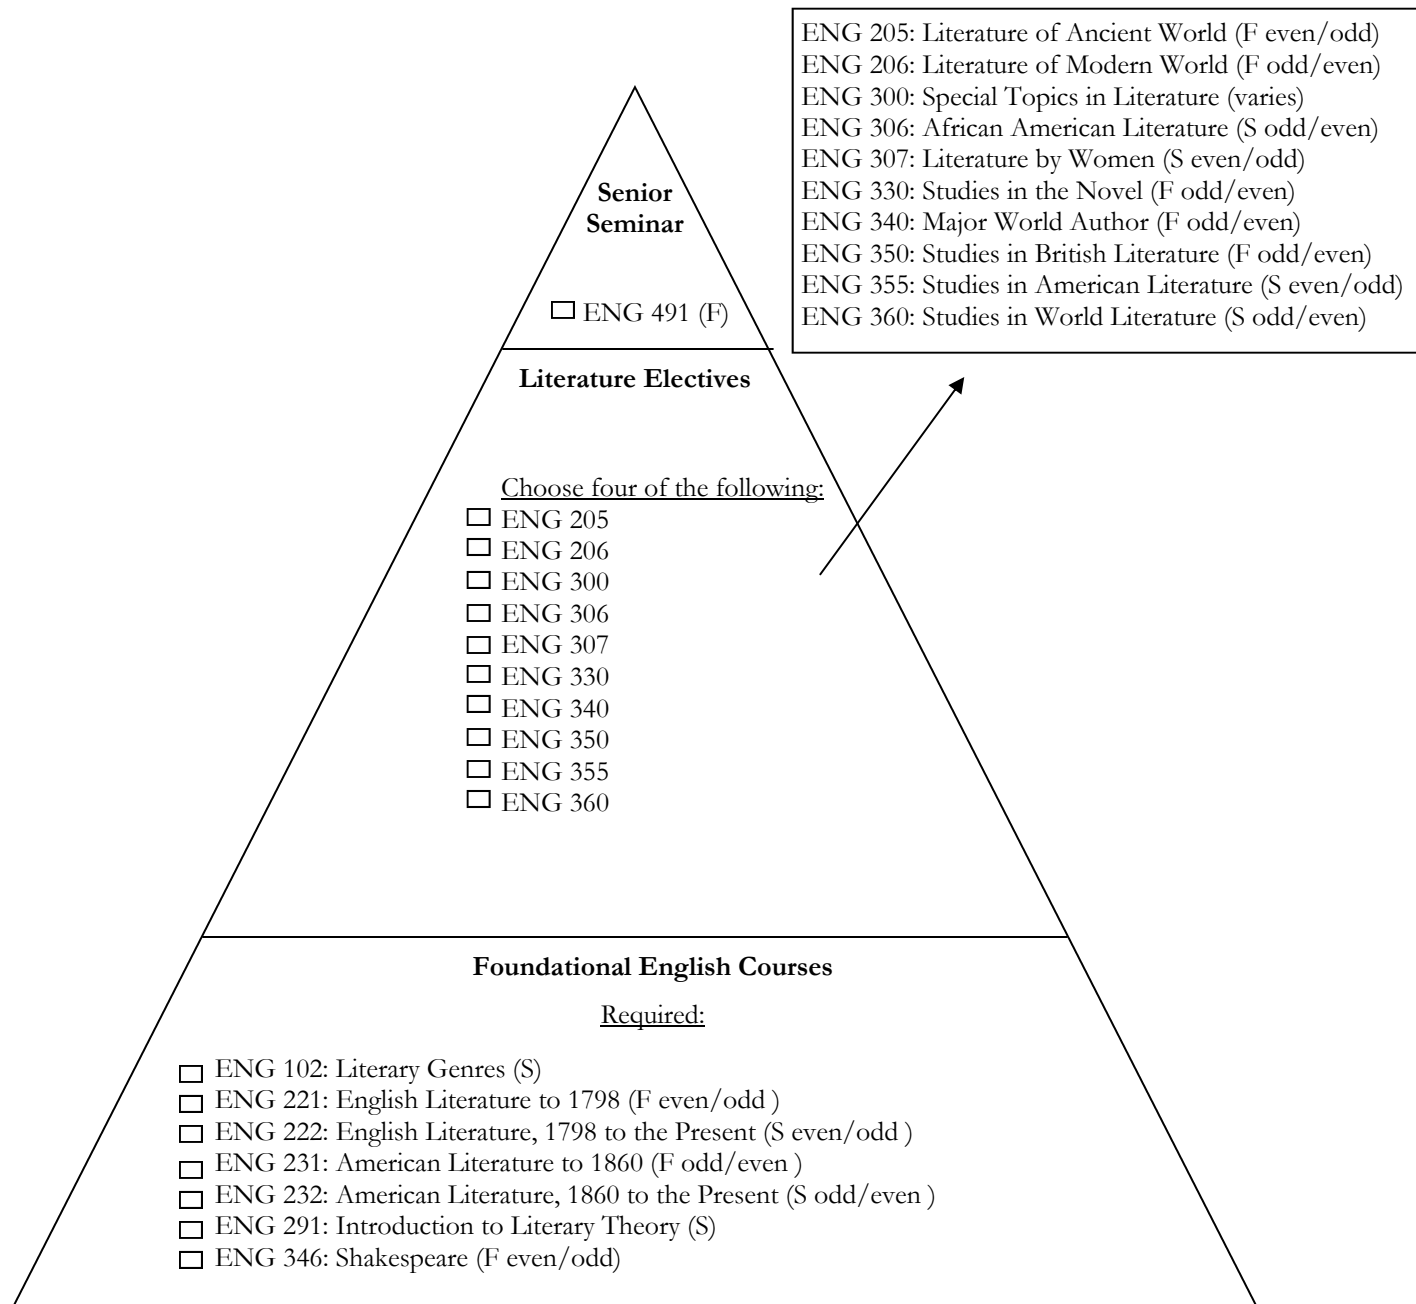 ENG 205: Literature of Ancient World (F even/odd)
ENG 206: Literature of Modern World (F odd/even)
ENG 300: Special Topics in Literature (varies)
ENG 306: African American Literature (S odd/even)
ENG 307: Literature by Women (S even/odd)
ENG 330: Studies in the Novel (F odd/even)
ENG 340: Major World Author (F odd/even)
ENG 350: Studies in British Literature (F odd/even)
ENG 355: Studies in American Literature (S even/odd)
ENG 360: Studies in World Literature (S odd/even)
Senior
Seminar
ENG 491 (F)
Literature Electives
Choose four of the following:
ENG 205
ENG 206
ENG 300
ENG 306
ENG 307
ENG 330
ENG 340
ENG 350
ENG 355
ENG 360
Foundational English Courses
Required:
ENG 102: Literary Genres (S)
ENG 221: English Literature to 1798 (F even/odd )
ENG 222: English Literature, 1798 to the Present (S even/odd )
ENG 231: American Literature to 1860 (F odd/even )
ENG 232: American Literature, 1860 to the Present (S odd/even )
ENG 291: Introduction to Literary Theory (S)
ENG 346: Shakespeare (F even/odd)